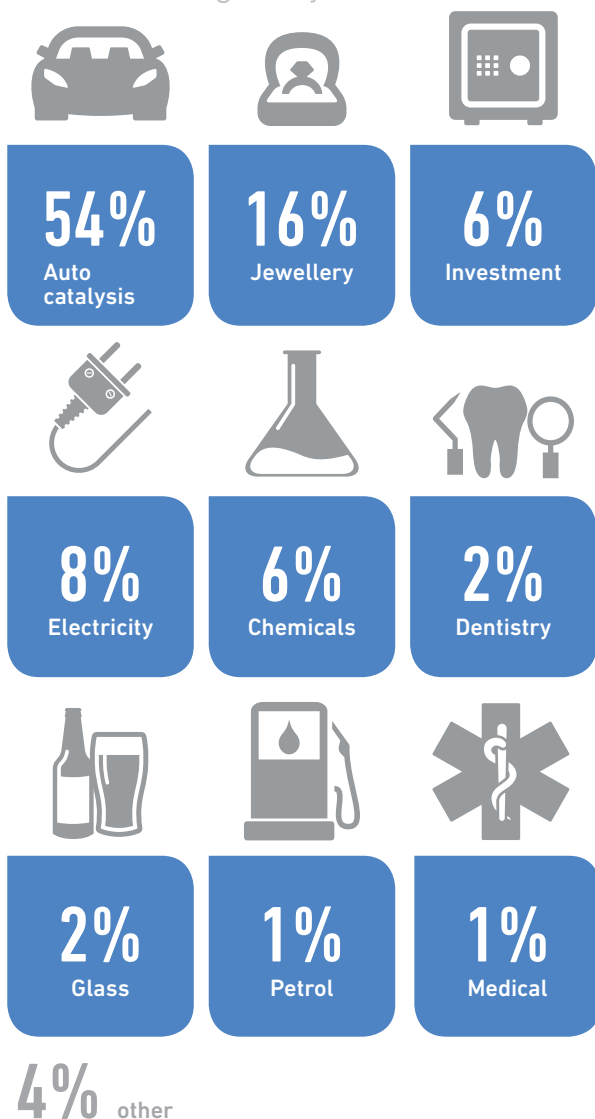 54%
Auto
catalysis
16%
Jewellery
6%
Investment
8%
Electricity
6%
Chemicals
2%
Dentistry
2%
Glass
1%
Petrol
1%
Medical
4% other